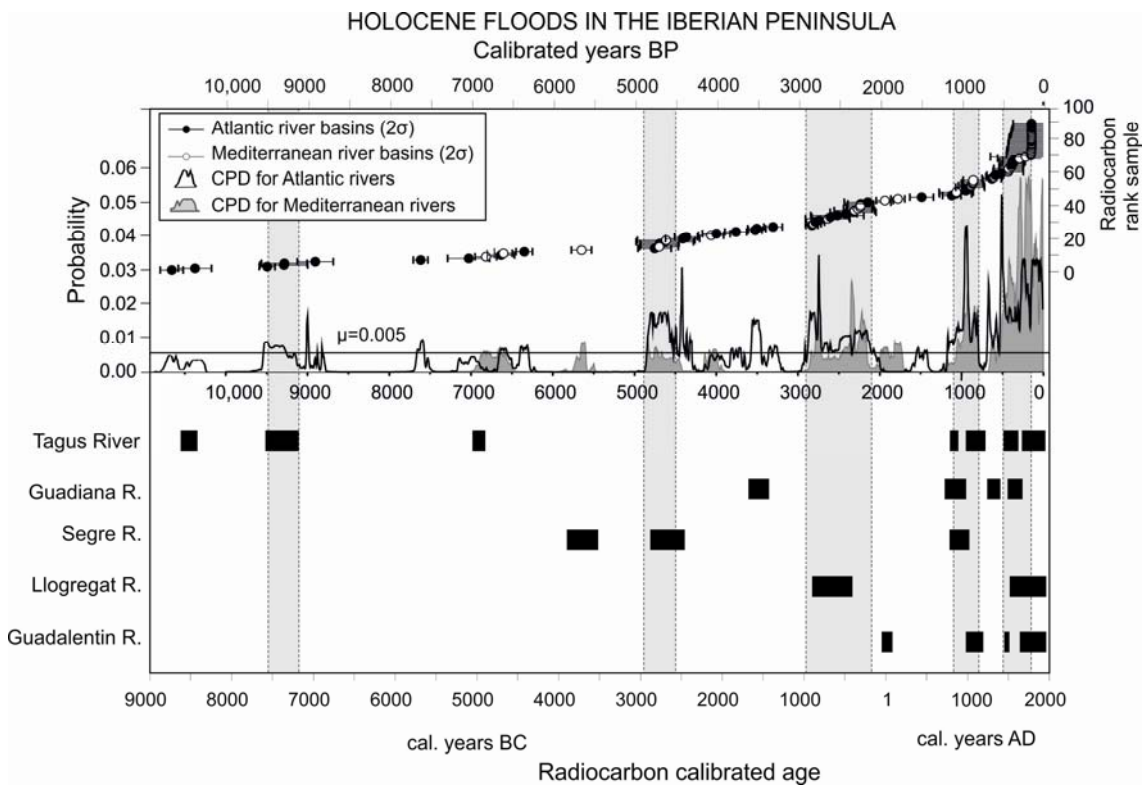 HOLOCENE FLOODS IN THE IBERIAN PENINSULA
Calibrated years BP
10,000 9000 8000 7000 6000 5000 4000 3000 2000 1000 0
Atlantic river basins (2σ)
Mediterranean river basins (2σ)
CPD for Atlantic rivers
CPD for Mediterranean rivers
100
80
60
40
20
0
Radiocarbon
rank sample
0.06
0.05
0.04
0.03
0.02
0.01
0.00
Probability
μ=0.005
10,000 9000 8000 7000 6000 5000 4000 3000 2000 1000 0
Tagus River
Guadiana R.
Segre R.
Llogregat R.
Guadalentin R.
9000 8000 7000 6000 5000 4000 3000 2000 1000 1 1000 2000
cal. years BC cal. years AD
Radiocarbon calibrated age